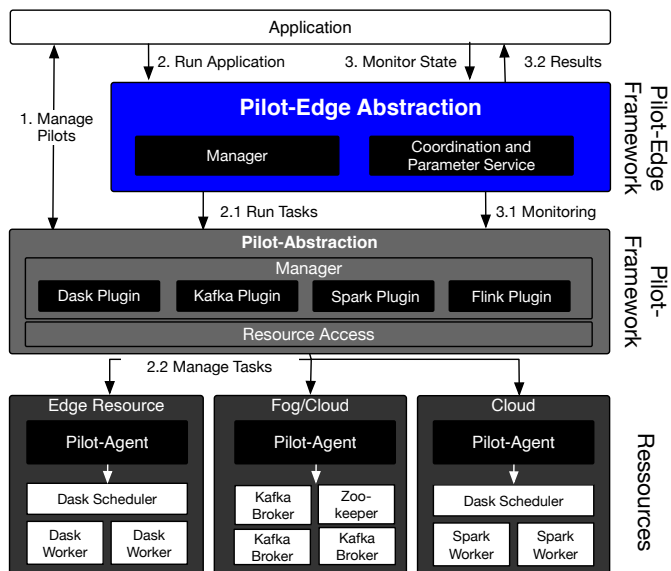 Application
2. Run Application
3. Monitor State
3.2 Results
1. Manage
Pilots
Pilot-Edge Abstraction
Manager
Coordination and
Parameter Service
Pilot-Edge
Framework
2.1 Run Tasks
3.1 Monitoring
Pilot-Abstraction
Manager
Dask Plugin
Kafka Plugin
Spark Plugin
Flink Plugin
Resource Access
Pilot-
Framework
2.2 Manage Tasks
Edge Resource
Pilot-Agent
Dask Scheduler
Dask
Worker
Dask
Worker
Fog/Cloud
Pilot-Agent
Kafka
Broker
Zoo-
keeper
Kafka
Broker
Kafka
Broker
Cloud
Pilot-Agent
Dask Scheduler
Spark
Worker
Spark
Worker
Ressources